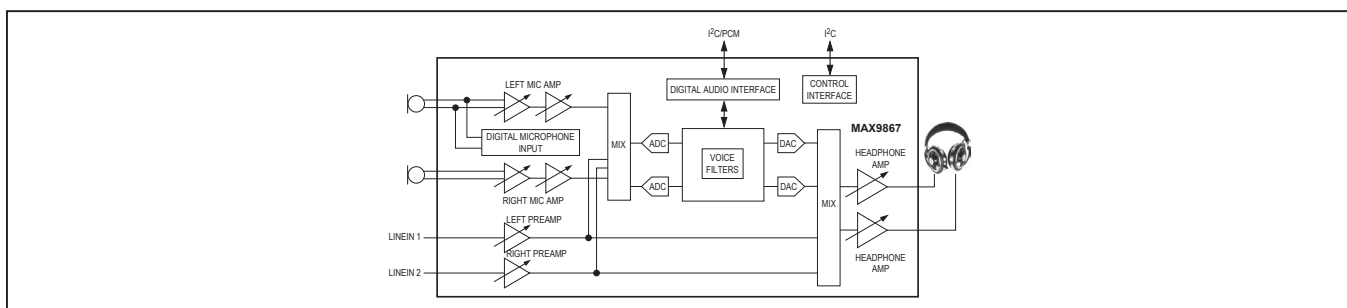 I²C/PCM
I²C
LEFT MIC AMP
DIGITAL AUDIO INTERFACE
CONTROL
INTERFACE
MAX9867
DIGITAL MICROPHONE
INPUT
MIX
ADC
DAC
VOICE
FILTERS
HEADPHONE
AMP
ADC
DAC
RIGHT MIC AMP
MIX
LEFT PREAMP
LINEIN 1
RIGHT PREAMP
HEADPHONE
AMP
LINEIN 2